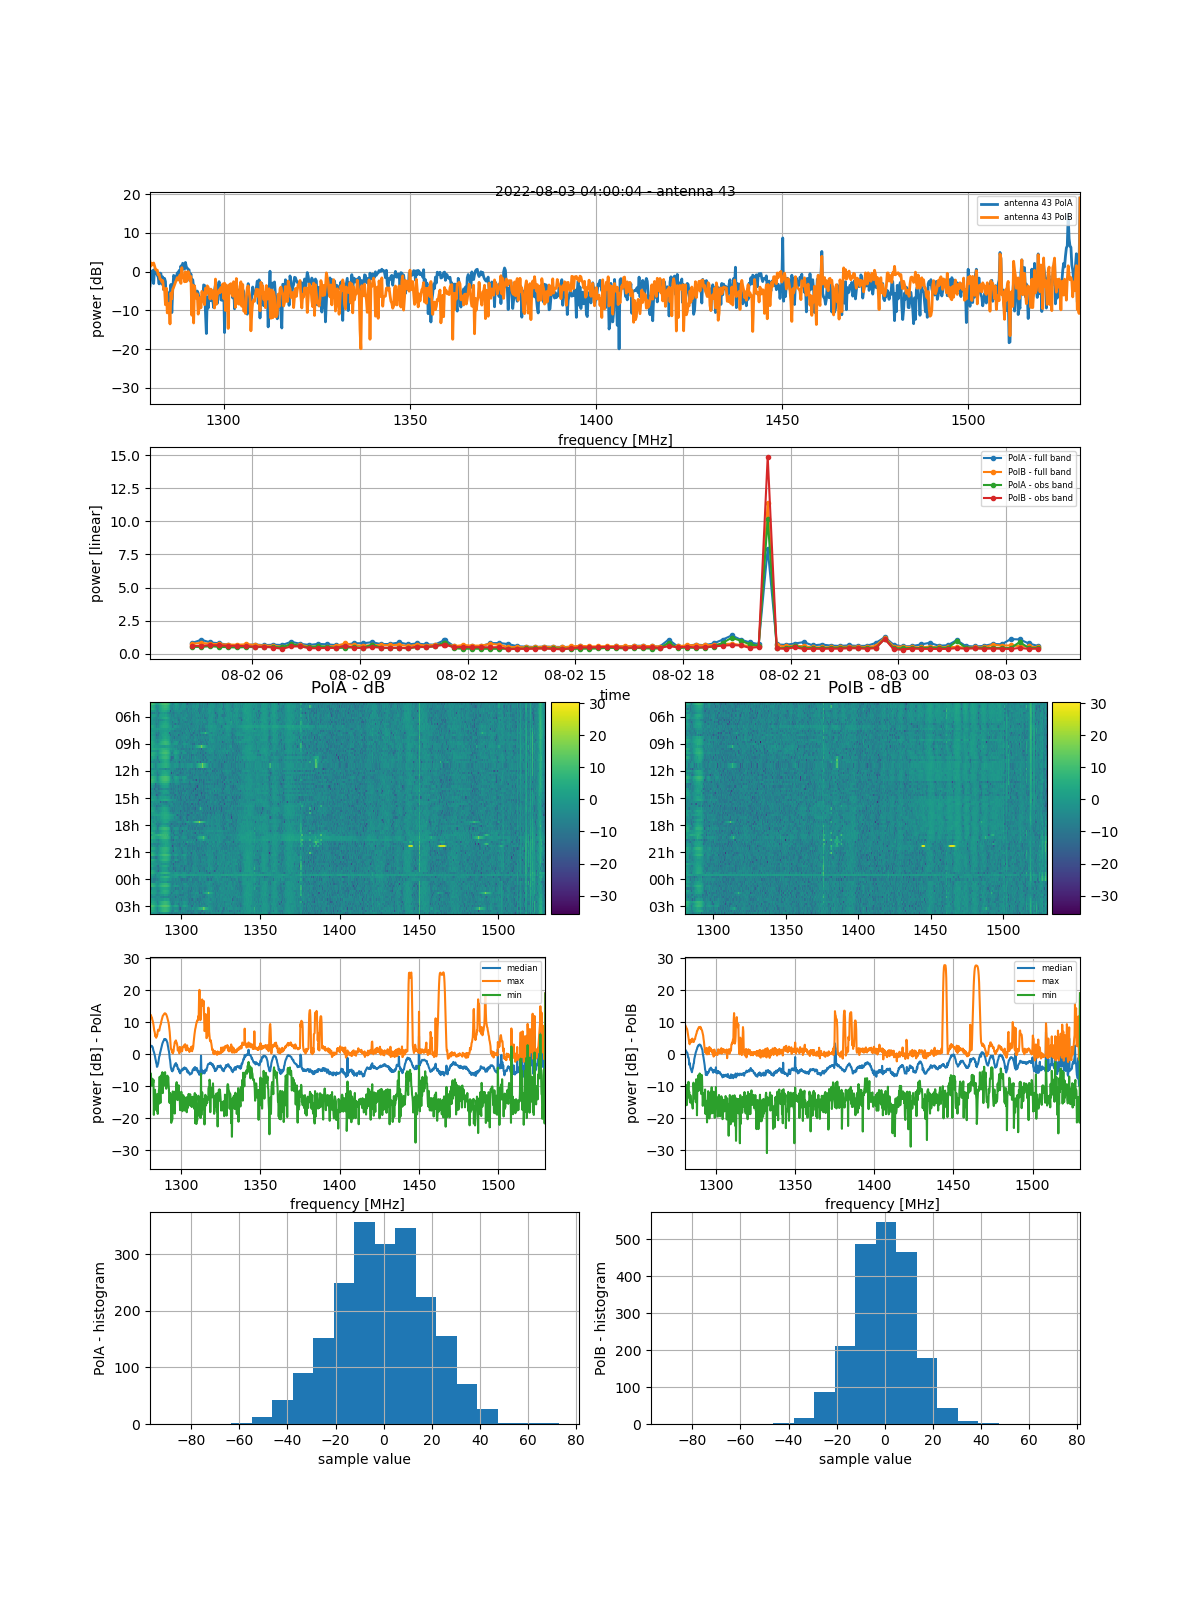 2022-08-03 04:00:04 - antenna 43
20
10
0
−10
−20
−30
power [dB]
antenna 43 PolA
antenna 43 PolB
1300 1350 1400 1450 1500
frequency [MHz]
15.0
12.5
10.0
7.5
5.0
2.5
0.0
power [linear]
PolA - full band
PolB - full band
PolA - obs band
PolB - obs band
08-02 06 08-02 09 08-02 12 08-02 15 08-02 18 08-02 21 08-03 00 08-03 03
time
PolA - dB
06h
09h
12h
15h
18h
21h
00h
03h
1300 1350 1400 1450 1500
30
20
10
0
−10
−20
−30
PolB - dB
06h
09h
12h
15h
18h
21h
00h
03h
1300 1350 1400 1450 1500
30
20
10
0
−10
−20
−30
30
20
10
0
−10
−20
−30
power [dB] - PolA
median
max
min
1300 1350 1400 1450 1500
frequency [MHz]
30
20
10
0
−10
−20
−30
power [dB] - PolB
median
max
min
1300 1350 1400 1450 1500
frequency [MHz]
300
200
100
0
PolA - histogram
−80 −60 −40 −20 0 20 40 60 80
sample value
500
400
300
200
100
0
PolB - histogram
−80 −60 −40 −20 0 20 40 60 80
sample value